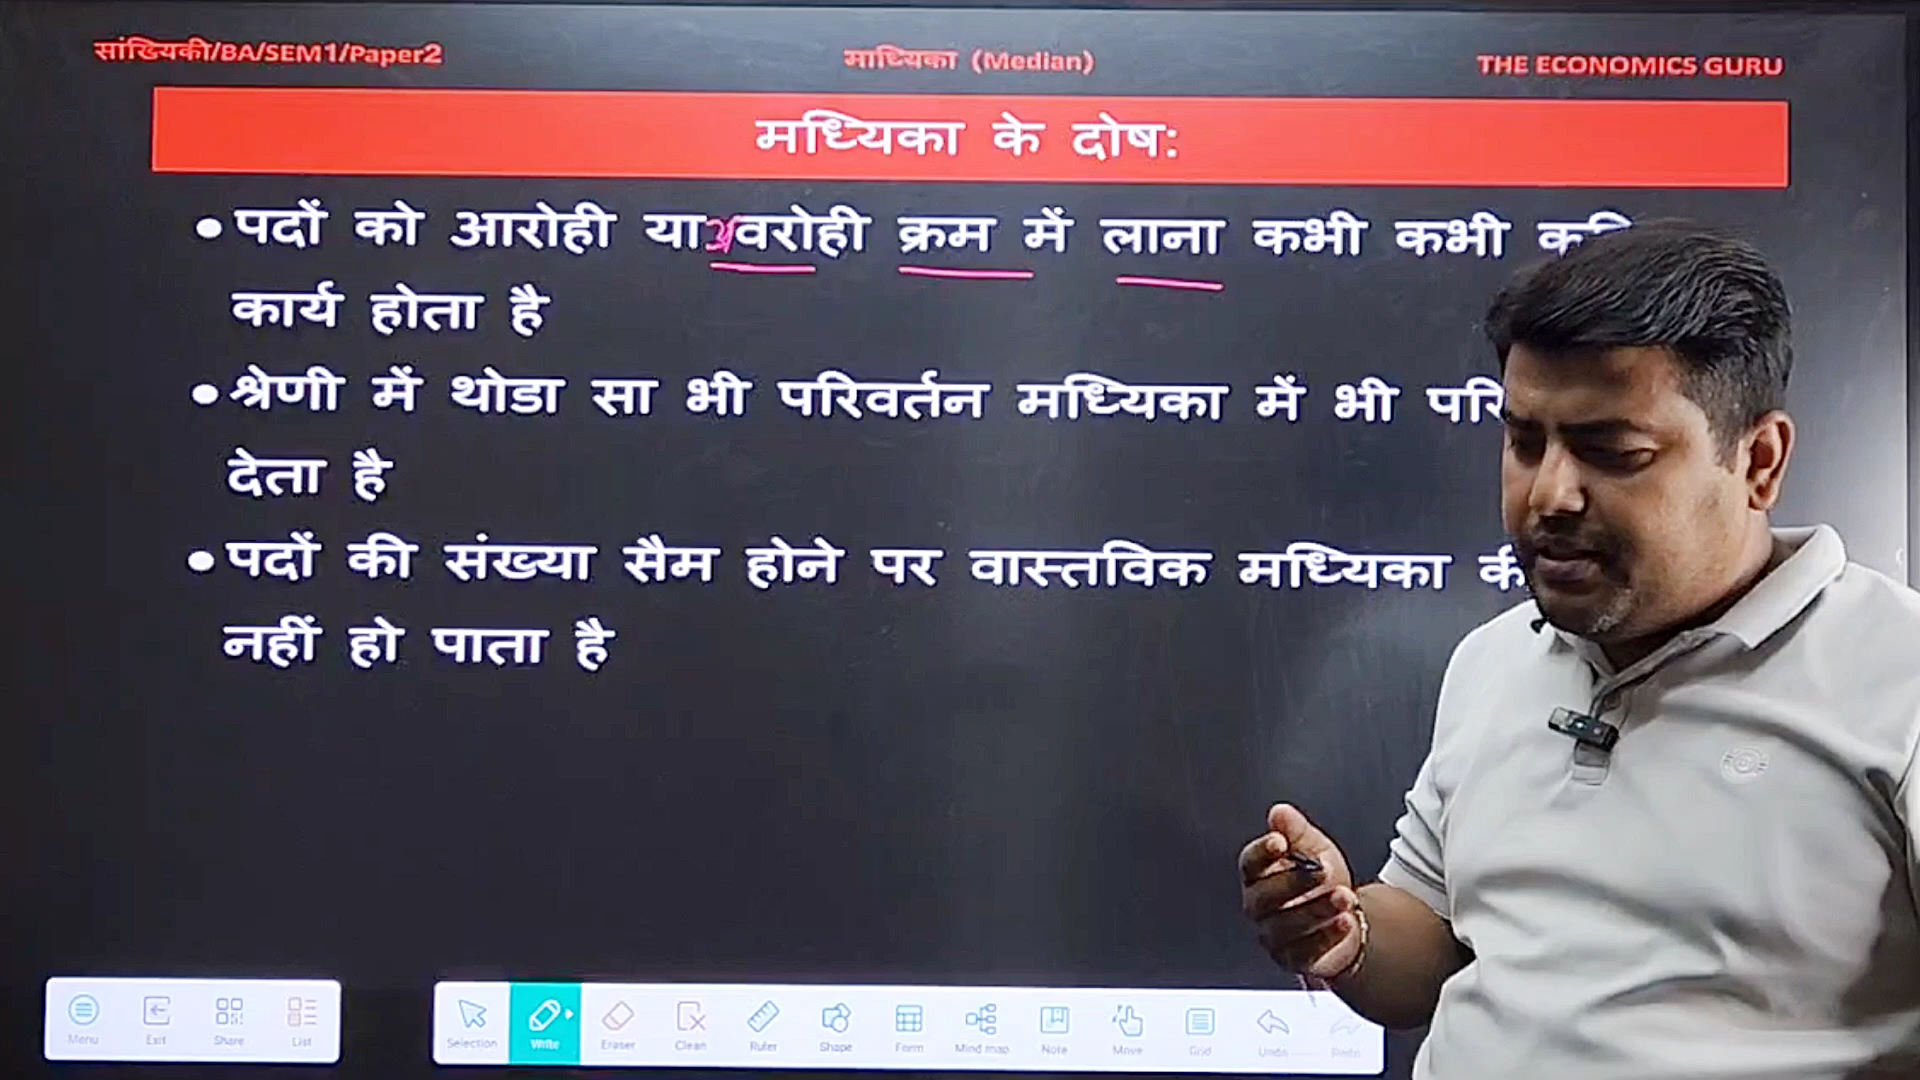 सांख्यिकी/BA/SEM1/Paper2
माध्यिका (Median)
THE ECONOMICS GURU
मध्यिका के दोष:
• पदों को आरोही या अवरोही क्रम में लाना कभी कभी
कार्य होता है
• श्रेणी में थोडा सा भी परिवर्तन मध्यिका में भी
देता है
• पदों की संख्या सैम होने पर वास्तविक मध्यिका
नहीं हो पाता है
Menu Exit Share List
Selection Write Eraser Clean Ruler Shape Form Mind map Note Move Grid Undo Redo